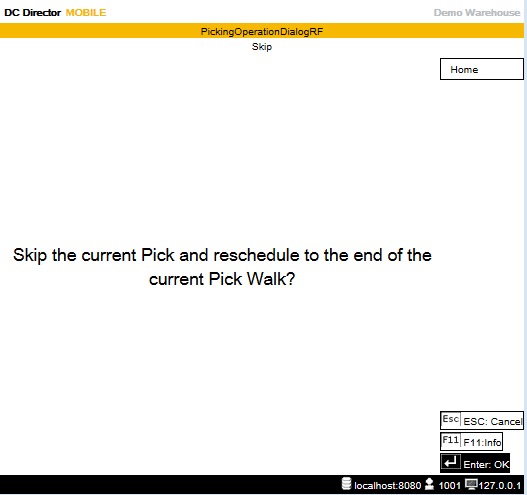 DC Director MOBILE Demo Warehouse
PickingOperationDialogRF
Skip
Home
Skip the current Pick and reschedule to the end of the
current Pick Walk?
Esc ESC: Cancel
F11 F11:Info
Enter: OK
localhost:8080 1001 127.0.0.1